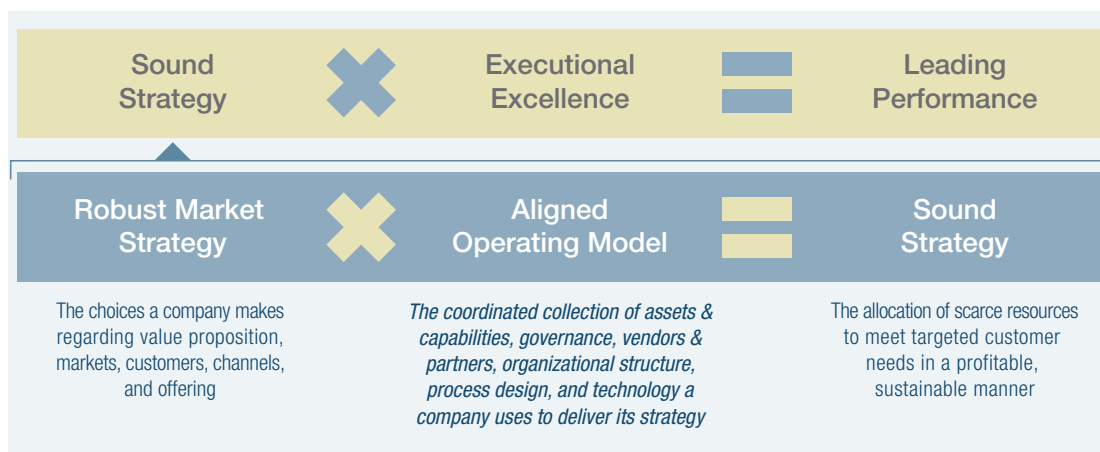 Sound
Strategy
Executional
Excellence
Leading
Performance
Robust Market
Strategy
Aligned
Operating Model
Sound
Strategy
The choices a company makes
regarding value proposition,
markets, customers, channels,
and offering
The coordinated collection of assets &
capabilities, governance, vendors &
partners, organizational structure,
process design, and technology a
company uses to deliver its strategy
The allocation of scarce resources
to meet targeted customer
needs in a profitable,
sustainable manner